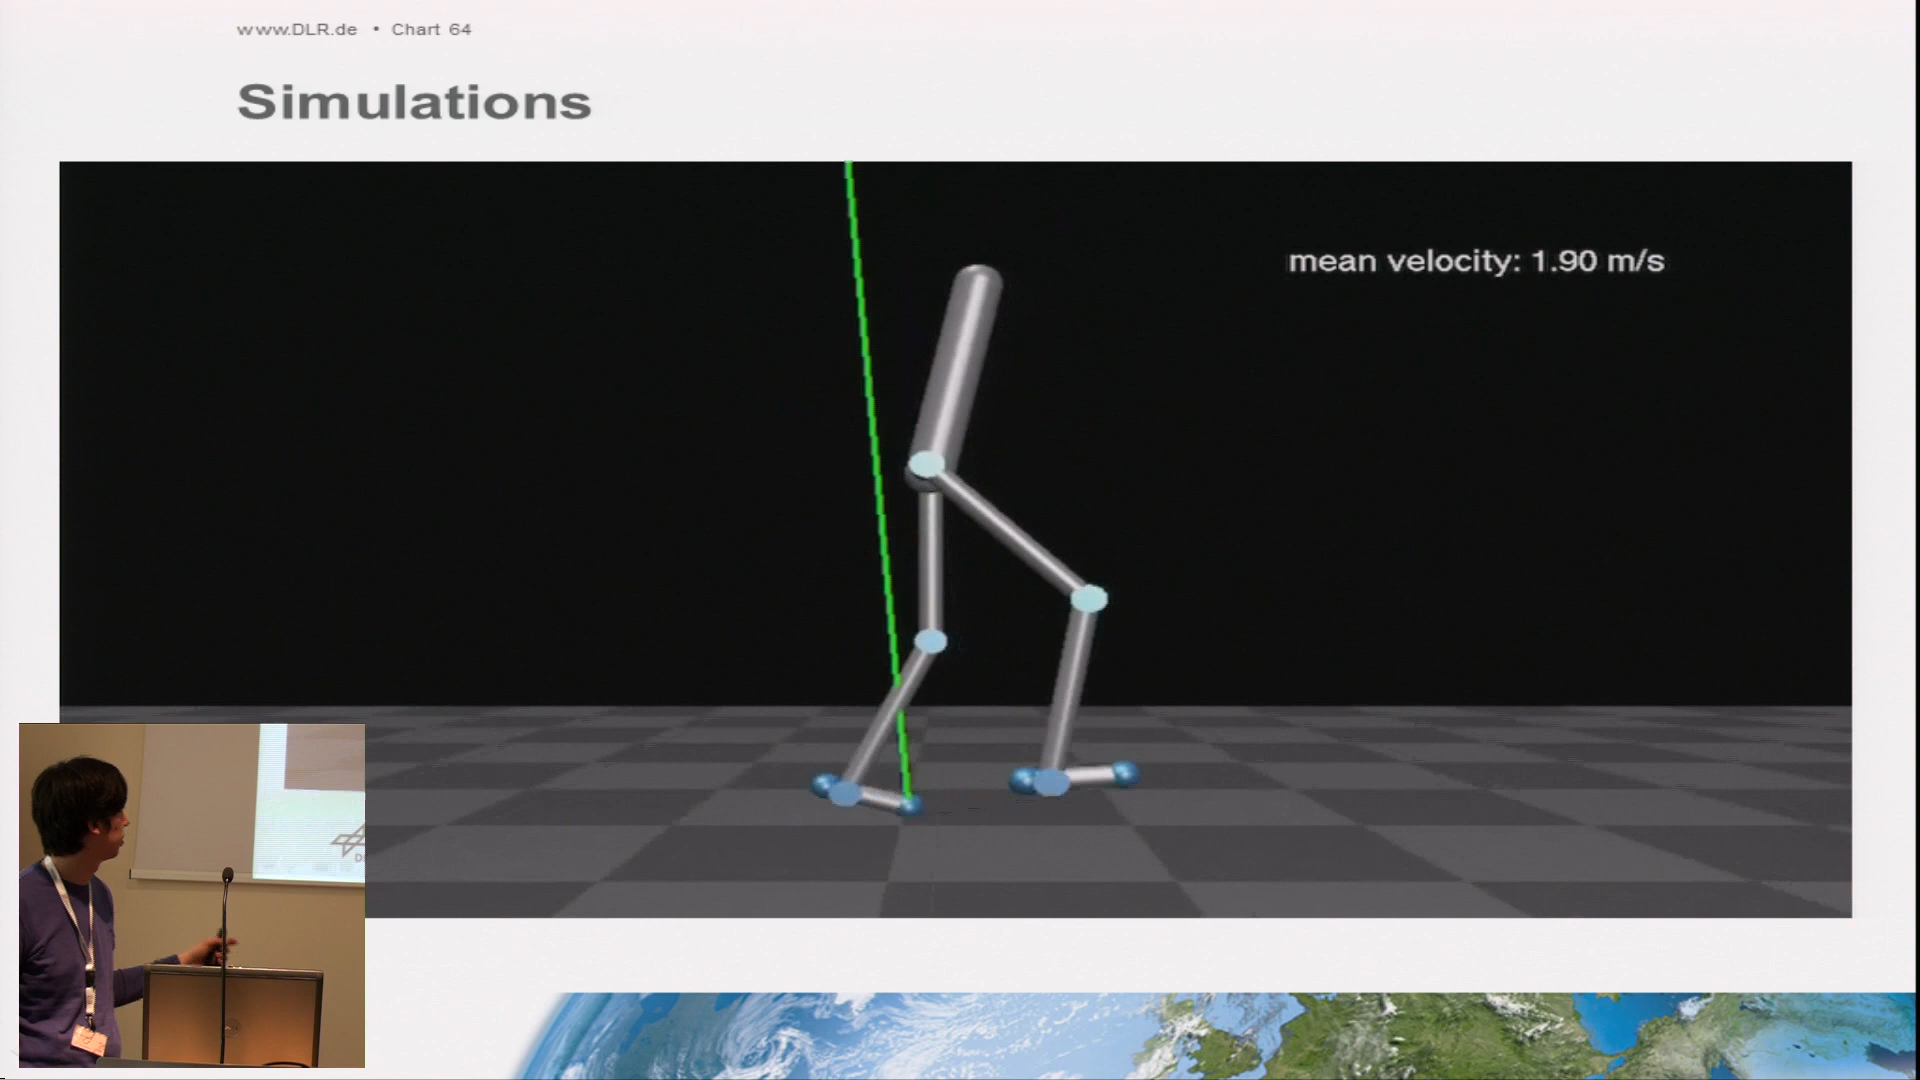 www.DLR.de • Chart 64
Simulations
mean velocity: 1.90 m/s